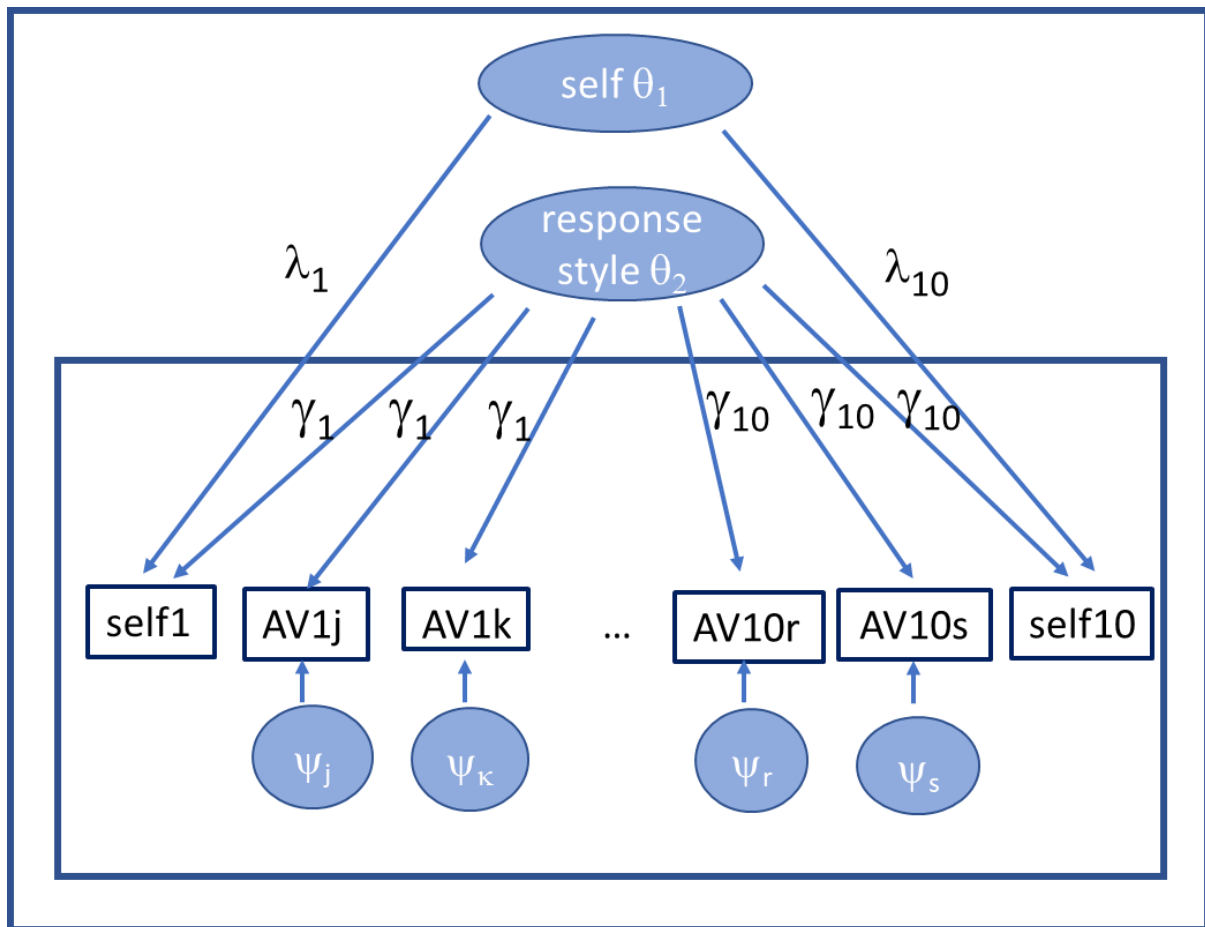 self θ₁
response
style θ₂
λ₁
λ₁₀
γ₁
γ₁
γ₁
γ₁₀
γ₁₀
γ₁₀
self1
AV1j
AV1k
...
AV10r
AV10s
self10
ψⱼ
ψ_κ
ψᵣ
ψₛ